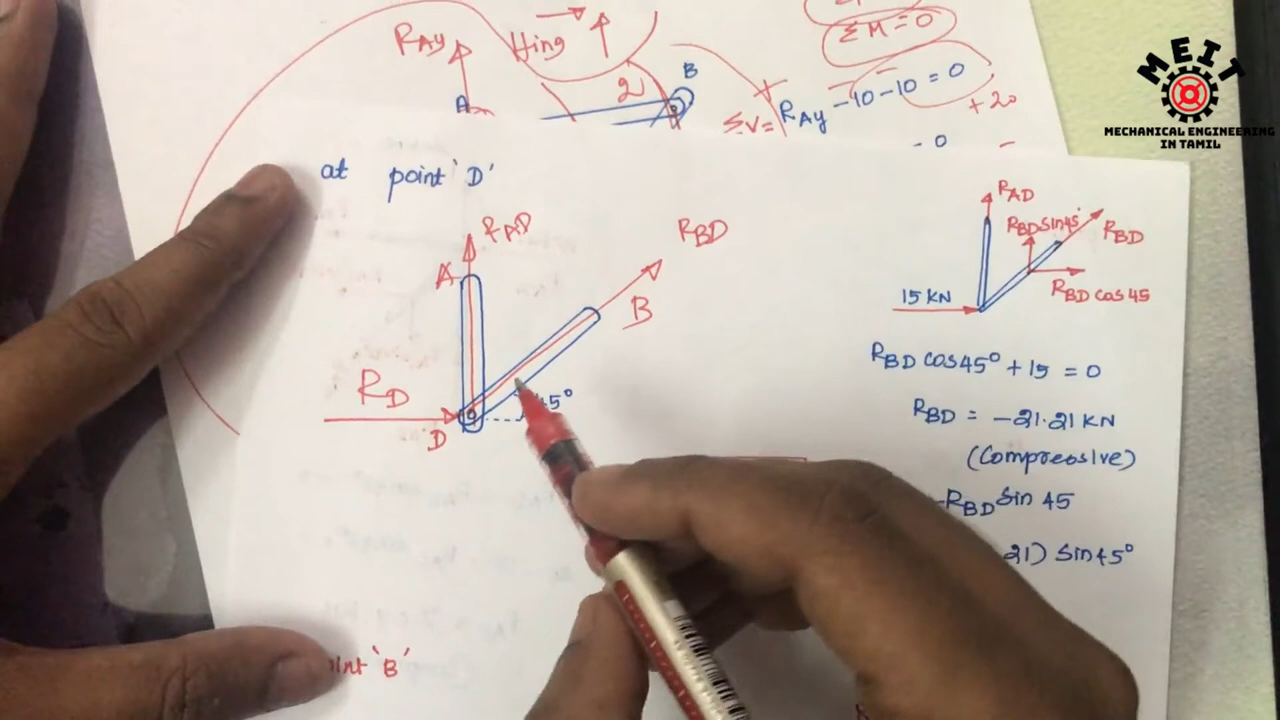 ΣM = 0
RAy
Hing
2
B
A
ΣV = RAy -10 -10 = 0
+ 20
- 0
MEIT
MECHANICAL ENGINEERING
IN TAMIL
at point 'D'
RAD
A
RBD
B
RD
D
45°
RAD
RBD sin45°
RBD
RBD cos 45
15 KN
RBD cos45° + 15 = 0
RBD = -21.21 KN
(Compressive)
-RBD Sin 45
21) sin45°
'B'